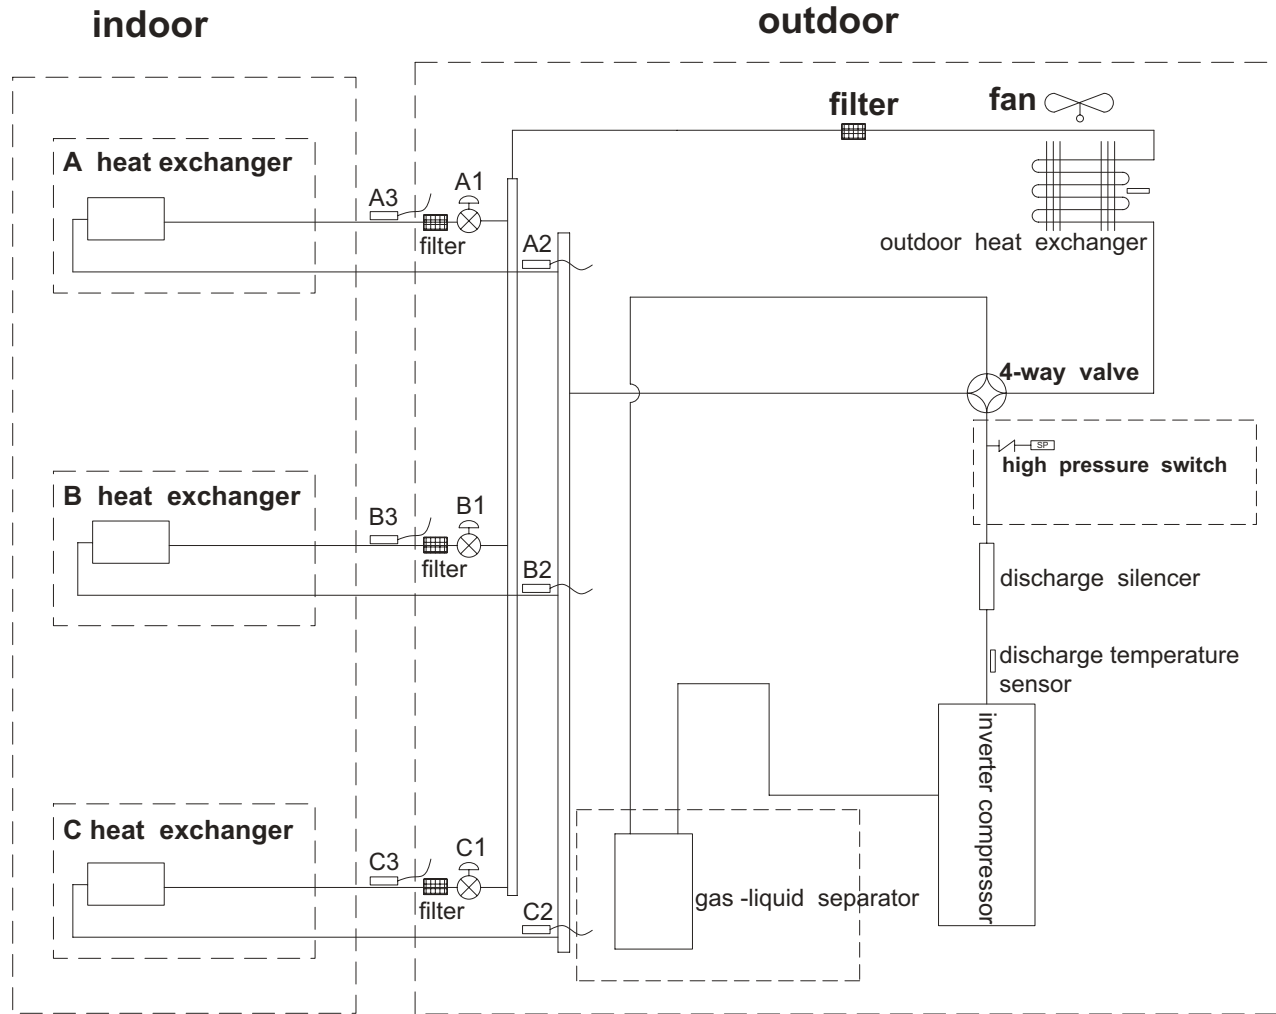 indoor
outdoor
filter
fan
A heat exchanger
A3
A1
filter
A2
outdoor heat exchanger
4-way valve
SP
high pressure switch
B heat exchanger
B3
B1
filter
B2
discharge silencer
discharge temperature
sensor
inverter compressor
C heat exchanger
C3
C1
filter
C2
gas -liquid separator